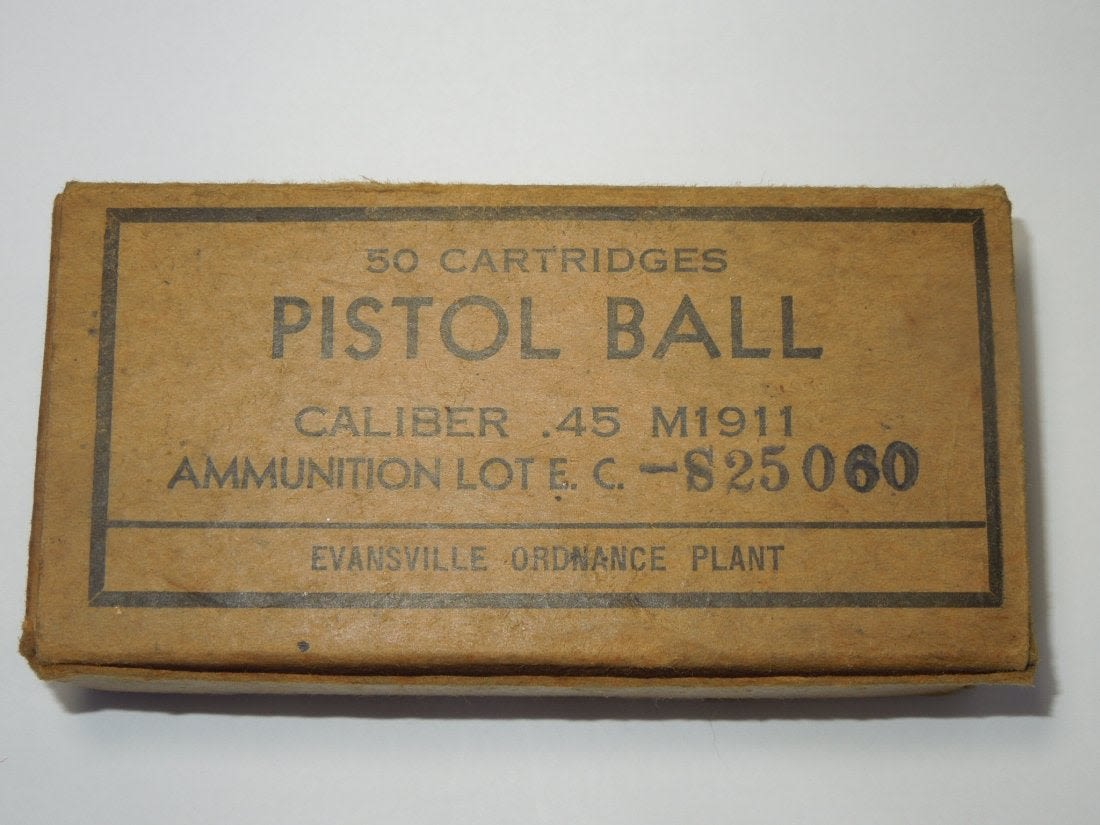 50 CARTRIDGES
PISTOL BALL
CALIBER .45 M1911
AMMUNITION LOT E. C. -S25060
EVANSVILLE ORDNANCE PLANT